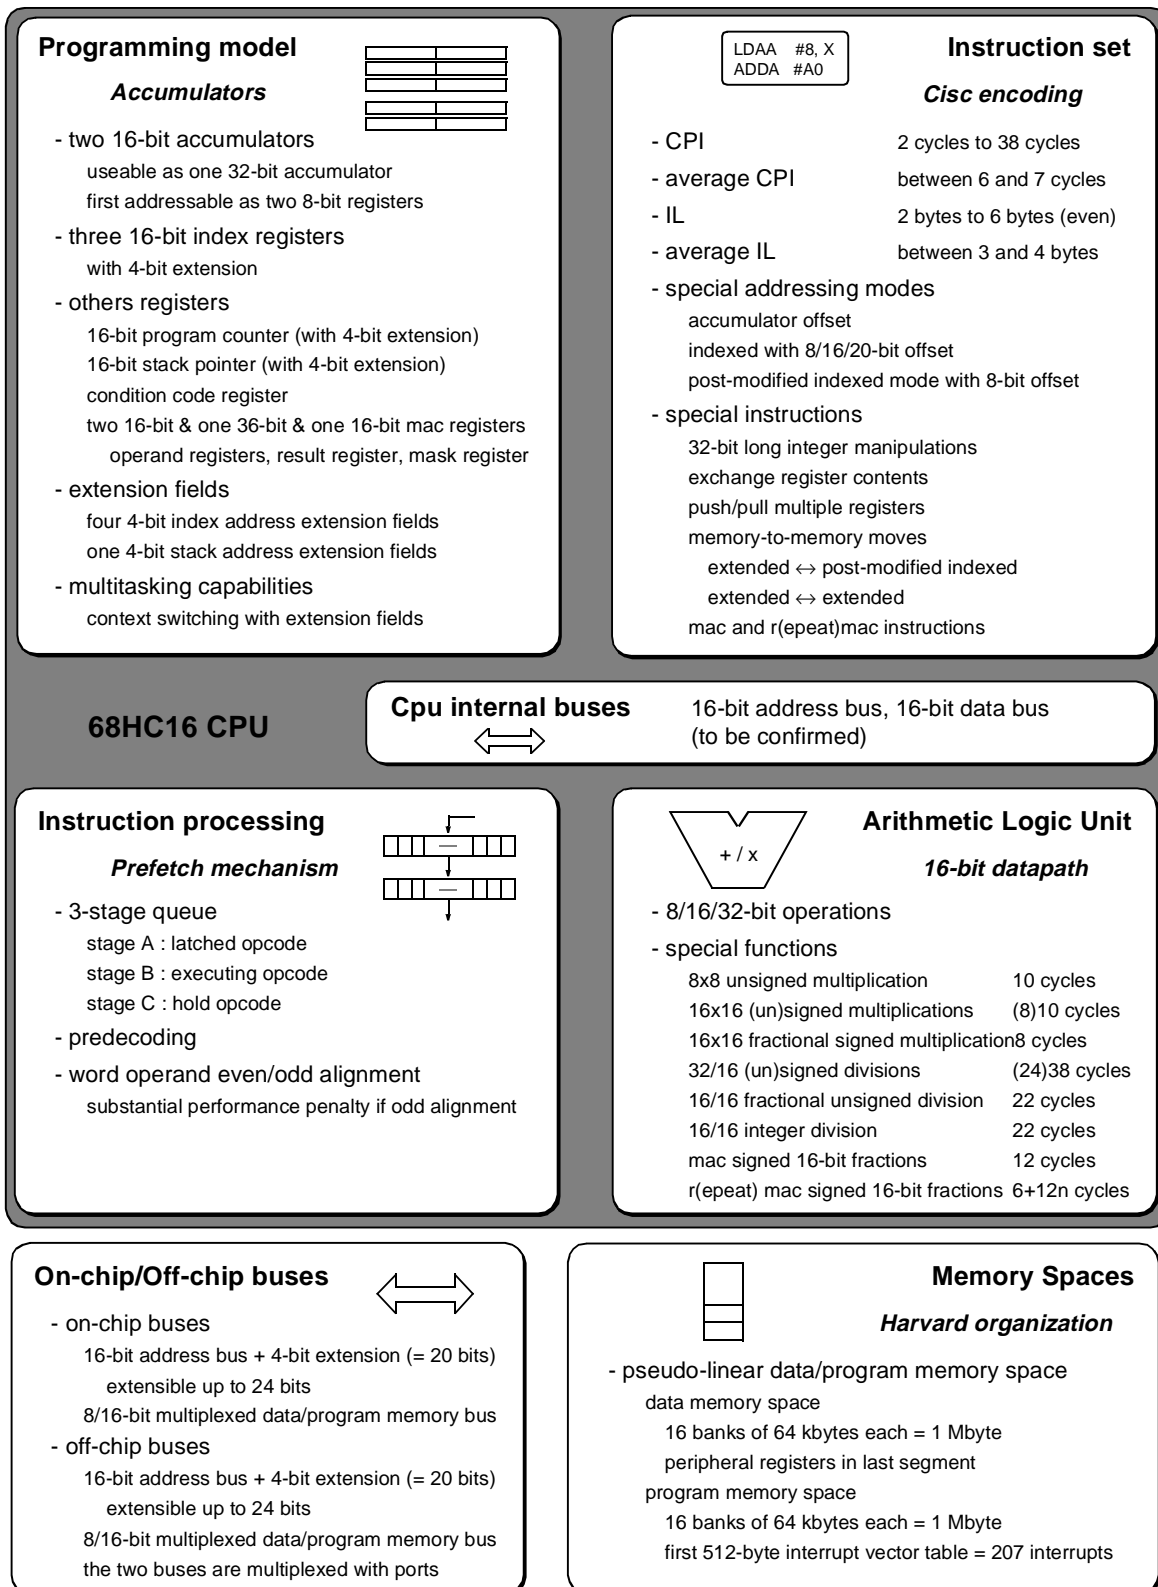 Programming model
Accumulators
- two 16-bit accumulators
useable as one 32-bit accumulator
first addressable as two 8-bit registers
- three 16-bit index registers
with 4-bit extension
- others registers
16-bit program counter (with 4-bit extension)
16-bit stack pointer (with 4-bit extension)
condition code register
two 16-bit & one 36-bit & one 16-bit mac registers
operand registers, result register, mask register
- extension fields
four 4-bit index address extension fields
one 4-bit stack address extension fields
- multitasking capabilities
context switching with extension fields
LDAA #8, X
ADDA #A0
Instruction set
Cisc encoding
- CPI 2 cycles to 38 cycles
- average CPI between 6 and 7 cycles
- IL 2 bytes to 6 bytes (even)
- average IL between 3 and 4 bytes
- special addressing modes
accumulator offset
indexed with 8/16/20-bit offset
post-modified indexed mode with 8-bit offset
- special instructions
32-bit long integer manipulations
exchange register contents
push/pull multiple registers
memory-to-memory moves
extended ↔ post-modified indexed
extended ↔ extended
mac and r(epeat)mac instructions
68HC16 CPU
Cpu internal buses 16-bit address bus, 16-bit data bus
(to be confirmed)
Instruction processing
Prefetch mechanism
- 3-stage queue
stage A : latched opcode
stage B : executing opcode
stage C : hold opcode
- predecoding
- word operand even/odd alignment
substantial performance penalty if odd alignment
+ / x
Arithmetic Logic Unit
16-bit datapath
- 8/16/32-bit operations
- special functions
8x8 unsigned multiplication 10 cycles
16x16 (un)signed multiplications (8)10 cycles
16x16 fractional signed multiplication8 cycles
32/16 (un)signed divisions (24)38 cycles
16/16 fractional unsigned division 22 cycles
16/16 integer division 22 cycles
mac signed 16-bit fractions 12 cycles
r(epeat) mac signed 16-bit fractions 6+12n cycles
On-chip/Off-chip buses
- on-chip buses
16-bit address bus + 4-bit extension (= 20 bits)
extensible up to 24 bits
8/16-bit multiplexed data/program memory bus
- off-chip buses
16-bit address bus + 4-bit extension (= 20 bits)
extensible up to 24 bits
8/16-bit multiplexed data/program memory bus
the two buses are multiplexed with ports
Memory Spaces
Harvard organization
- pseudo-linear data/program memory space
data memory space
16 banks of 64 kbytes each = 1 Mbyte
peripheral registers in last segment
program memory space
16 banks of 64 kbytes each = 1 Mbyte
first 512-byte interrupt vector table = 207 interrupts